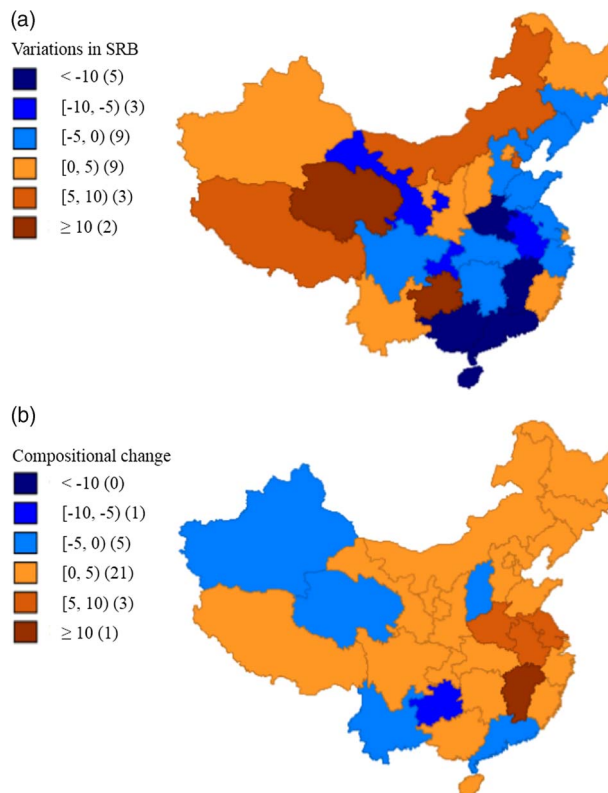 (a)
Variations in SRB
< -10 (5)
[-10, -5) (3)
[-5, 0) (9)
[0, 5) (9)
[5, 10) (3)
≥ 10 (2)
(b)
Compositional change
< -10 (0)
[-10, -5) (1)
[-5, 0) (5)
[0, 5) (21)
[5, 10) (3)
≥ 10 (1)